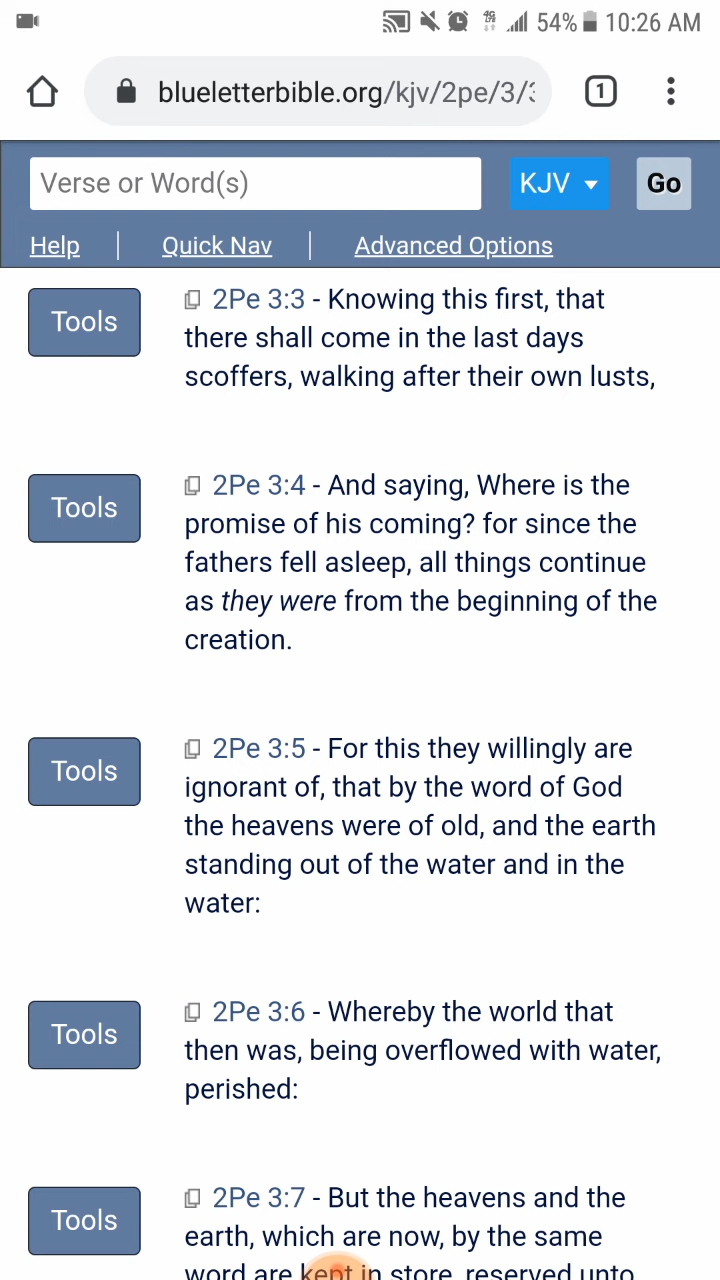 54% 10:26 AM
blueletterbible.org/kjv/2pe/3/3
1
Verse or Word(s) KJV Go
Help | Quick Nav | Advanced Options
Tools
2Pe 3:3 - Knowing this first, that
there shall come in the last days
scoffers, walking after their own lusts,
Tools
2Pe 3:4 - And saying, Where is the
promise of his coming? for since the
fathers fell asleep, all things continue
as they were from the beginning of the
creation.
Tools
2Pe 3:5 - For this they willingly are
ignorant of, that by the word of God
the heavens were of old, and the earth
standing out of the water and in the
water:
Tools
2Pe 3:6 - Whereby the world that
then was, being overflowed with water,
perished:
Tools
2Pe 3:7 - But the heavens and the
earth, which are now, by the same
word are kept in store, reserved unto